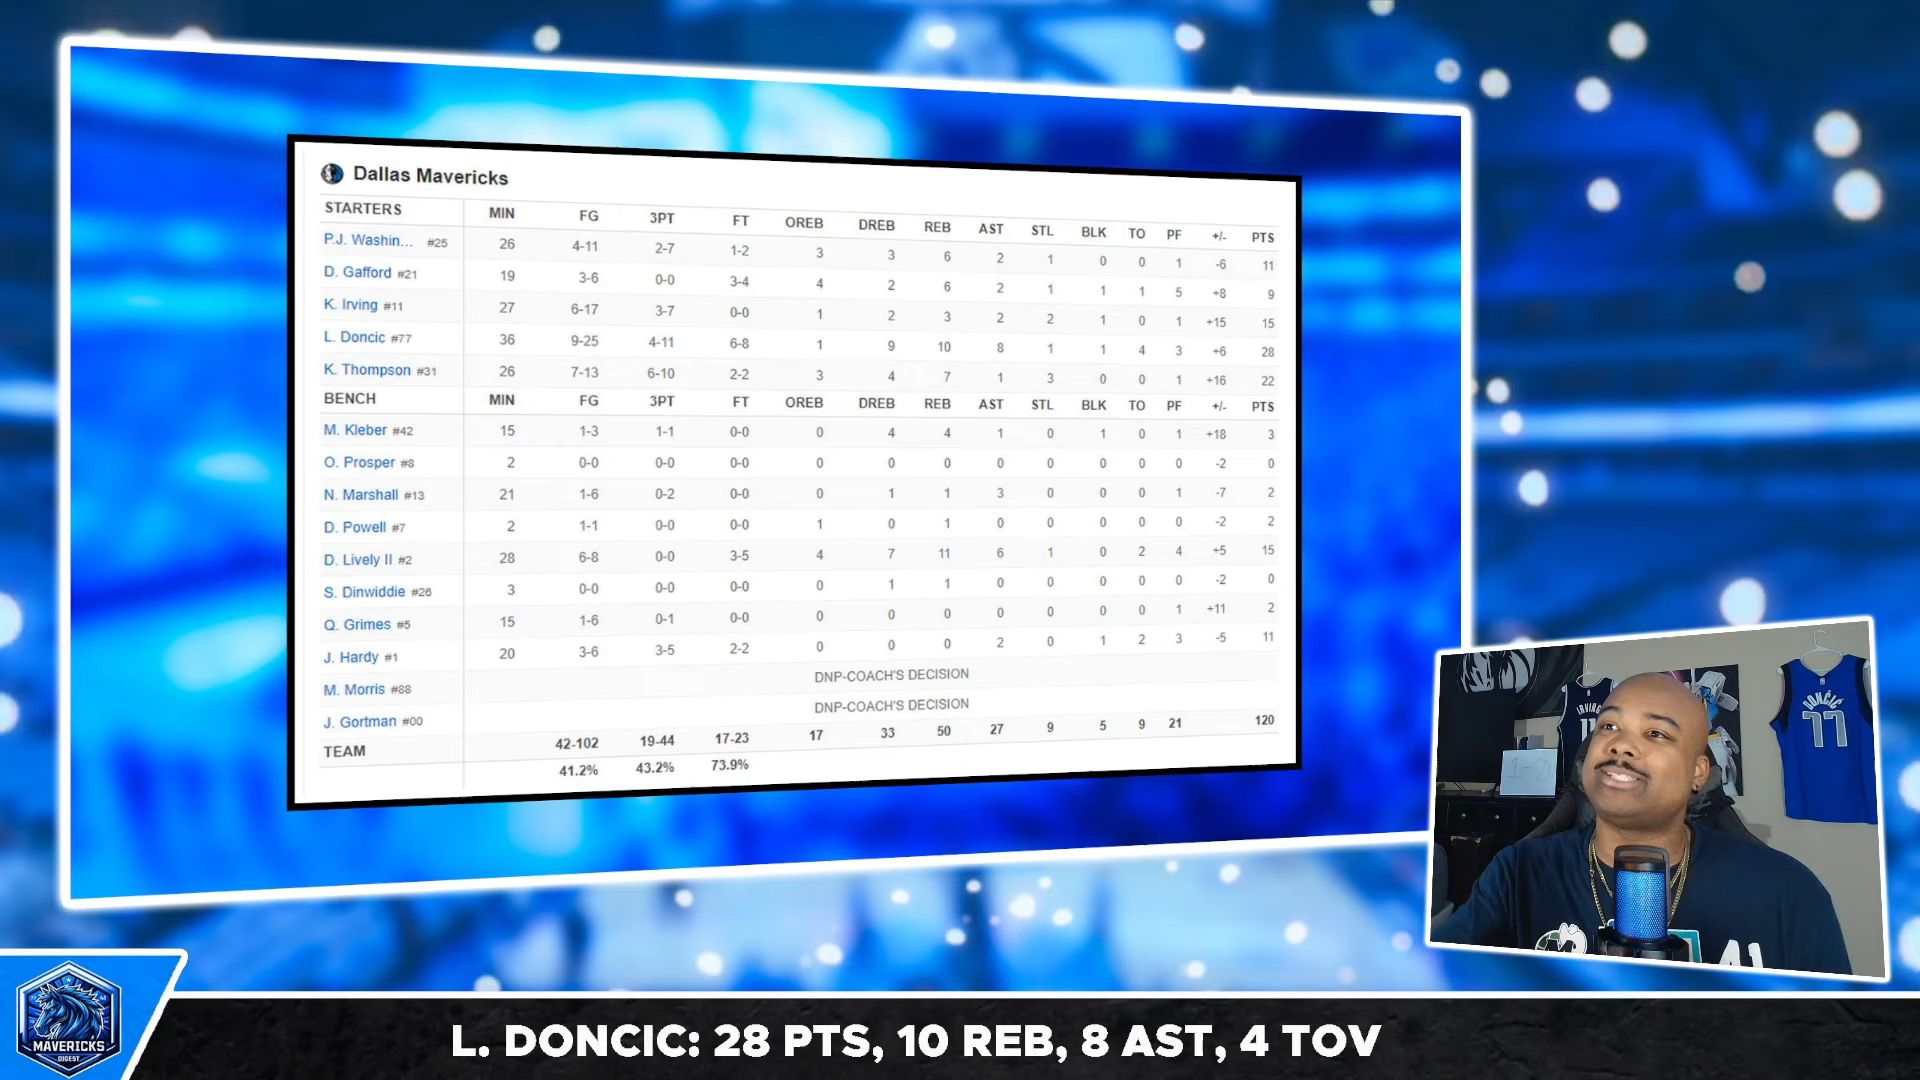 Dallas Mavericks
STARTERS MIN FG 3PT FT OREB DREB REB AST STL BLK TO PF +/- PTS
P.J. Washin... #25 26 4-11 2-7 1-2 3 3 6 2 1 0 0 1 -6 11
D. Gafford #21 19 3-6 0-0 3-4 4 2 6 2 1 1 1 5 +8 9
K. Irving #11 27 6-17 3-7 0-0 1 2 3 2 2 1 0 1 +15 15
L. Doncic #77 36 9-25 4-11 6-8 1 9 10 8 1 1 4 3 +6 28
K. Thompson #31 26 7-13 6-10 2-2 3 4 7 1 3 0 0 1 +16 22
BENCH MIN FG 3PT FT OREB DREB REB AST STL BLK TO PF +/- PTS
M. Kleber #42 15 1-3 1-1 0-0 0 4 4 1 0 1 0 1 +18 3
O. Prosper #8 2 0-0 0-0 0-0 0 0 0 0 0 0 0 0 -2 0
N. Marshall #13 21 1-6 0-2 0-0 0 1 1 3 0 0 0 1 -7 2
D. Powell #7 2 1-1 0-0 0-0 1 0 1 0 0 0 0 0 -2 2
D. Lively II #2 28 6-8 0-0 3-5 4 7 11 6 1 0 2 4 +5 15
S. Dinwiddie #26 3 0-0 0-0 0-0 0 1 1 0 0 0 0 0 -2 0
Q. Grimes #5 15 1-6 0-1 0-0 0 0 0 0 0 0 0 1 +11 2
J. Hardy #1 20 3-6 3-5 2-2 0 0 0 2 0 1 2 3 -5 11
M. Morris #88 DNP-COACH'S DECISION
J. Gortman #00 DNP-COACH'S DECISION
TEAM 42-102 19-44 17-23 17 33 50 27 9 5 9 21 120
41.2% 43.2% 73.9%
IRVING
11
1-0
DONČIĆ
77
41
MAVERICKS
DIGEST
L. DONCIC: 28 PTS, 10 REB, 8 AST, 4 TOV